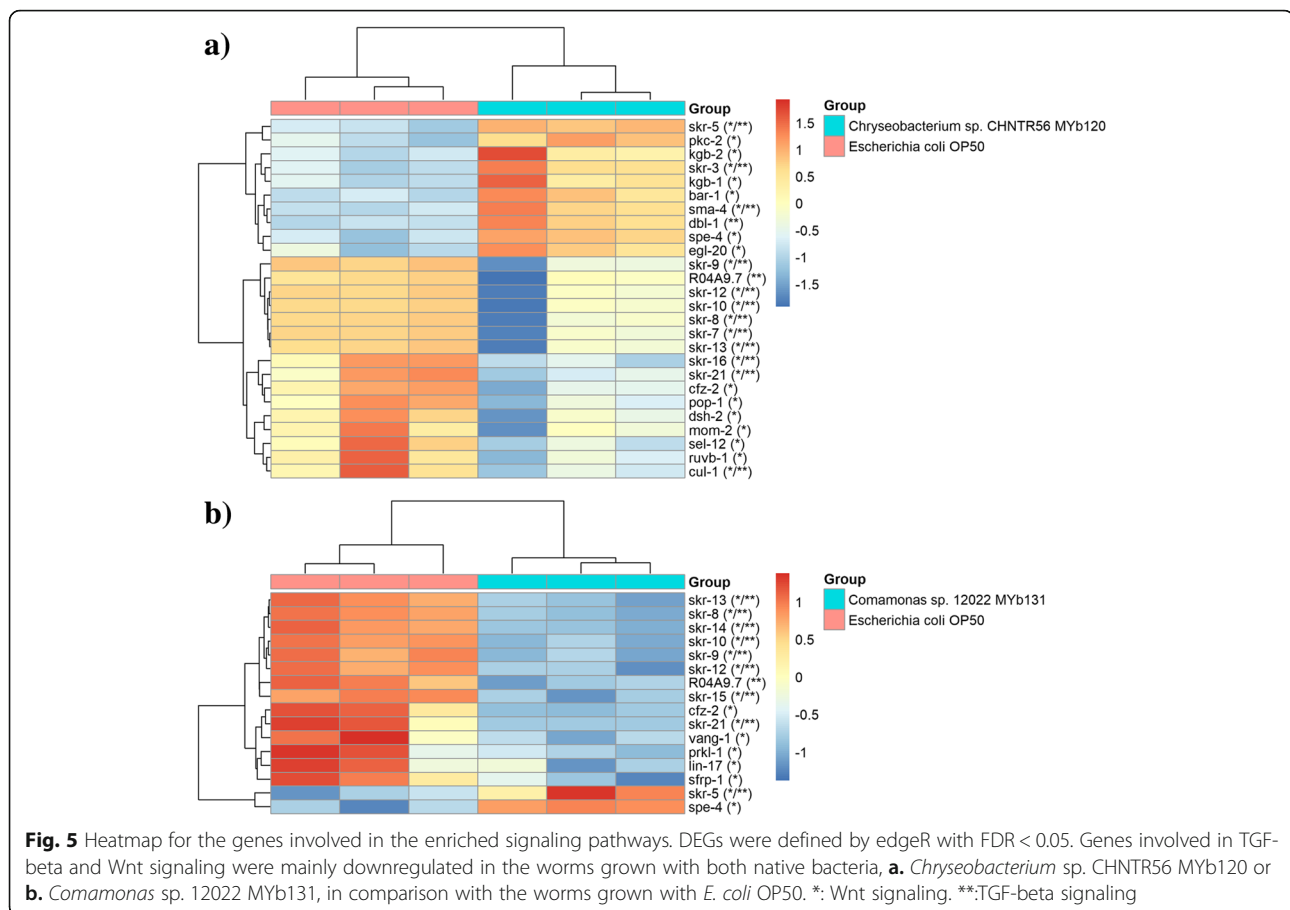 a)
Group
skr-5 (*/**)
pkc-2 (*)
kgb-2 (*)
skr-3 (*/**)
kgb-1 (*)
bar-1 (*)
sma-4 (*/**)
dbl-1 (**)
spe-4 (*)
egl-20 (*)
skr-9 (*/**)
R04A9.7 (**)
skr-12 (*/**)
skr-10 (*/**)
skr-8 (*/**)
skr-7 (*/**)
skr-13 (*/**)
skr-16 (*/**)
skr-21 (*/**)
cfz-2 (*)
pop-1 (*)
dsh-2 (*)
mom-2 (*)
sel-12 (*)
ruvb-1 (*)
cul-1 (*/**)
1.5
1
0.5
0
-0.5
-1
-1.5
Group
Chryseobacterium sp. CHNTR56 MYb120
Escherichia coli OP50
b)
Group
skr-13 (*/**)
skr-8 (*/**)
skr-14 (*/**)
skr-10 (*/**)
skr-9 (*/**)
skr-12 (*/**)
R04A9.7 (**)
skr-15 (*/**)
cfz-2 (*)
skr-21 (*/**)
vang-1 (*)
prkl-1 (*)
lin-17 (*)
sfrp-1 (*)
skr-5 (*/**)
spe-4 (*)
1
0.5
0
-0.5
-1
Group
Comamonas sp. 12022 MYb131
Escherichia coli OP50
Fig. 5 Heatmap for the genes involved in the enriched signaling pathways. DEGs were defined by edgeR with FDR < 0.05. Genes involved in TGF-
beta and Wnt signaling were mainly downregulated in the worms grown with both native bacteria, a. Chryseobacterium sp. CHNTR56 MYb120 or
b. Comamonas sp. 12022 MYb131, in comparison with the worms grown with E. coli OP50. *: Wnt signaling. **:TGF-beta signaling